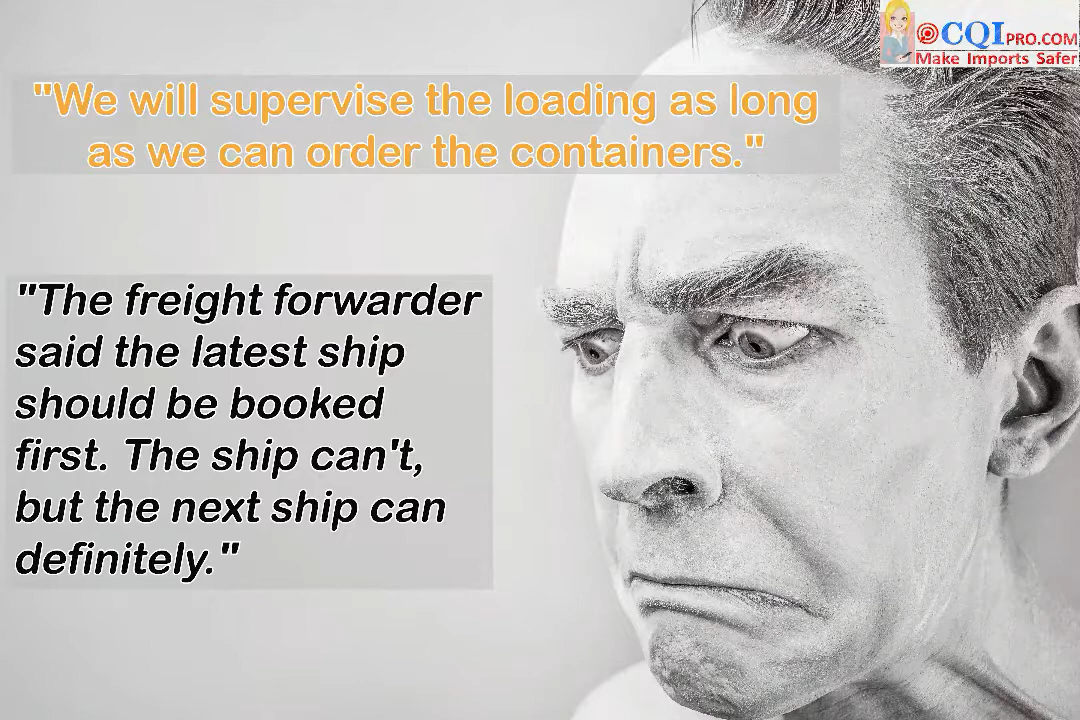 CQIPRO.COM
Make Imports Safer
"We will supervise the loading as long
as we can order the containers."
"The freight forwarder
said the latest ship
should be booked
first. The ship can't,
but the next ship can
definitely."